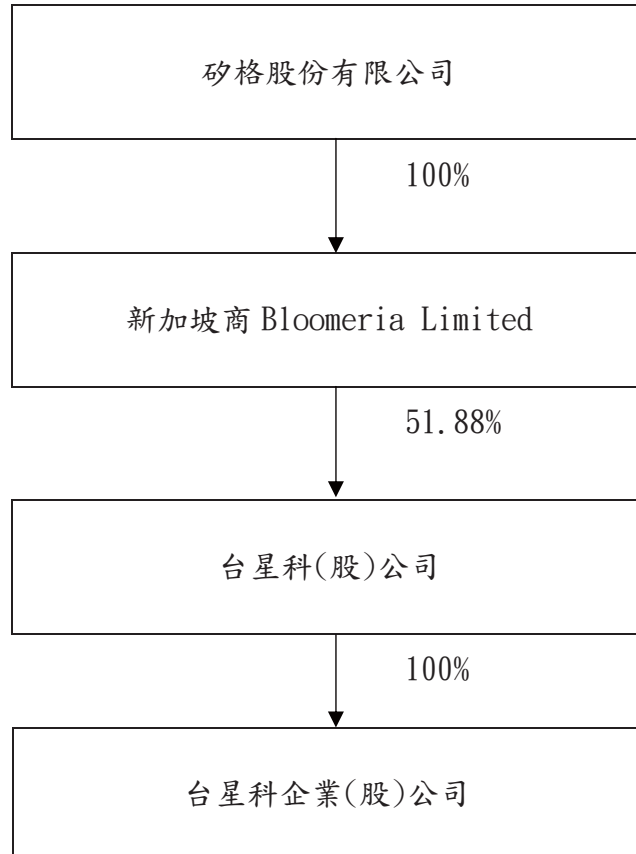 矽格股份有限公司
100%
新加坡商 Bloomeria Limited
51.88%
台星科(股)公司
100%
台星科企業(股)公司